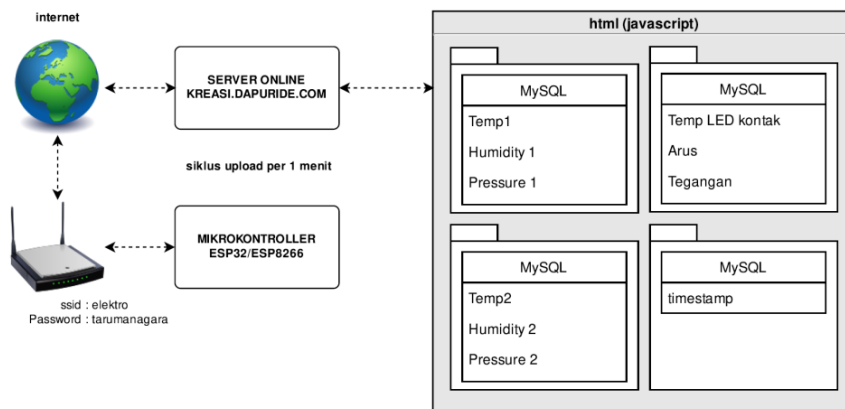 internet
SERVER ONLINE
KREASI.DAPURIDE.COM
siklus upload per 1 menit
MIKROKONTROLLER
ESP32/ESP8266
ssid : elektro
Password : tarumanagara
html (javascript)
MySQL
Temp1
Humidity 1
Pressure 1
MySQL
Temp LED kontak
Arus
Tegangan
MySQL
Temp2
Humidity 2
Pressure 2
MySQL
timestamp